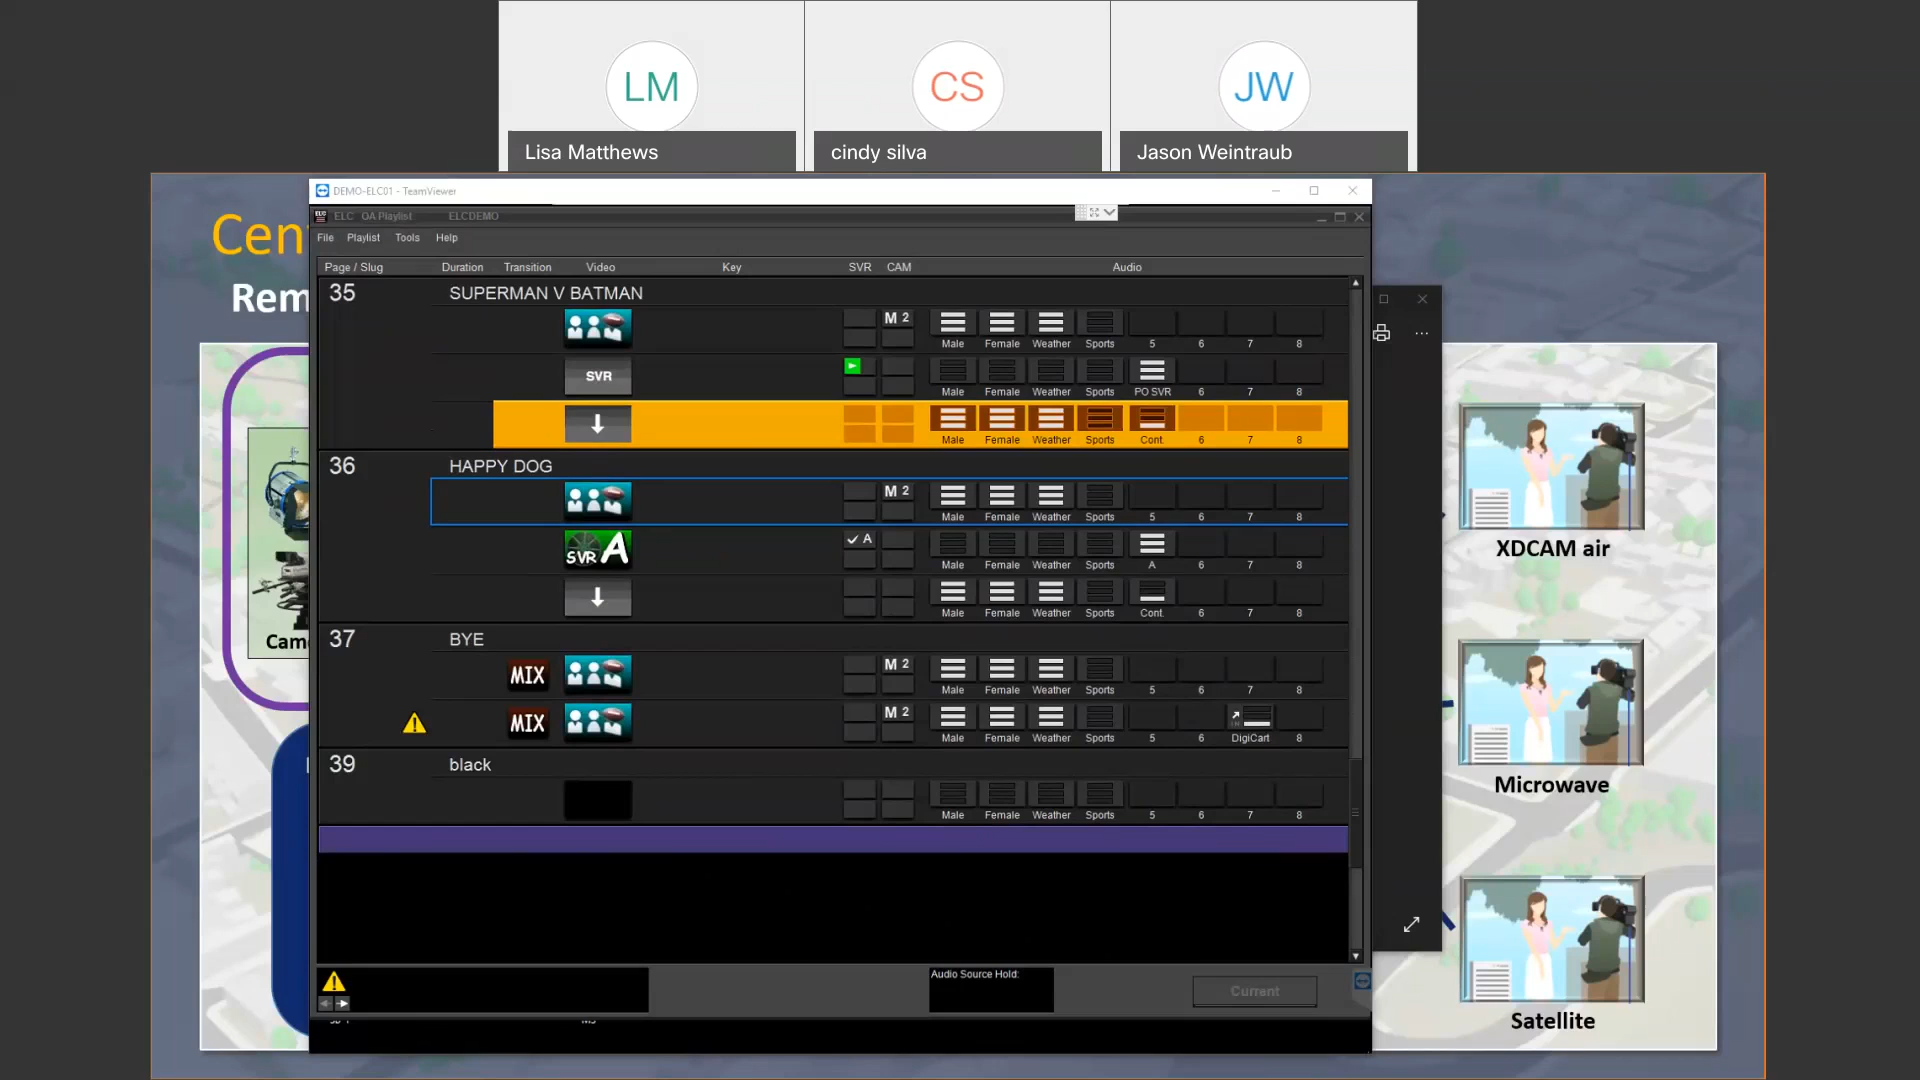 LM CS JW
Lisa Matthews cindy silva Jason Weintraub
DEMO-ELC01 - TeamViewer
ELC OA Playlist ELCDEMO
File Playlist Tools Help
Page / Slug Duration Transition Video Key SVR CAM Audio
35 SUPERMAN V BATMAN
M 2
Male Female Weather Sports 5 6 7 8
SVR
Male Female Weather Sports PO SVR 6 7 8
Male Female Weather Sports Cont. 6 7 8
36 HAPPY DOG
M 2
Male Female Weather Sports 5 6 7 8
SVR A A
Male Female Weather Sports A 6 7 8
Male Female Weather Sports Cont. 6 7 8
37 BYE
MIX M 2
Male Female Weather Sports 5 6 7 8
MIX M 2
Male Female Weather Sports 5 6 DigiCart 8
39 black
Male Female Weather Sports 5 6 7 8
Audio Source Hold:
Current
Cen
Rem
Came
XDCAM air
Microwave
Satellite